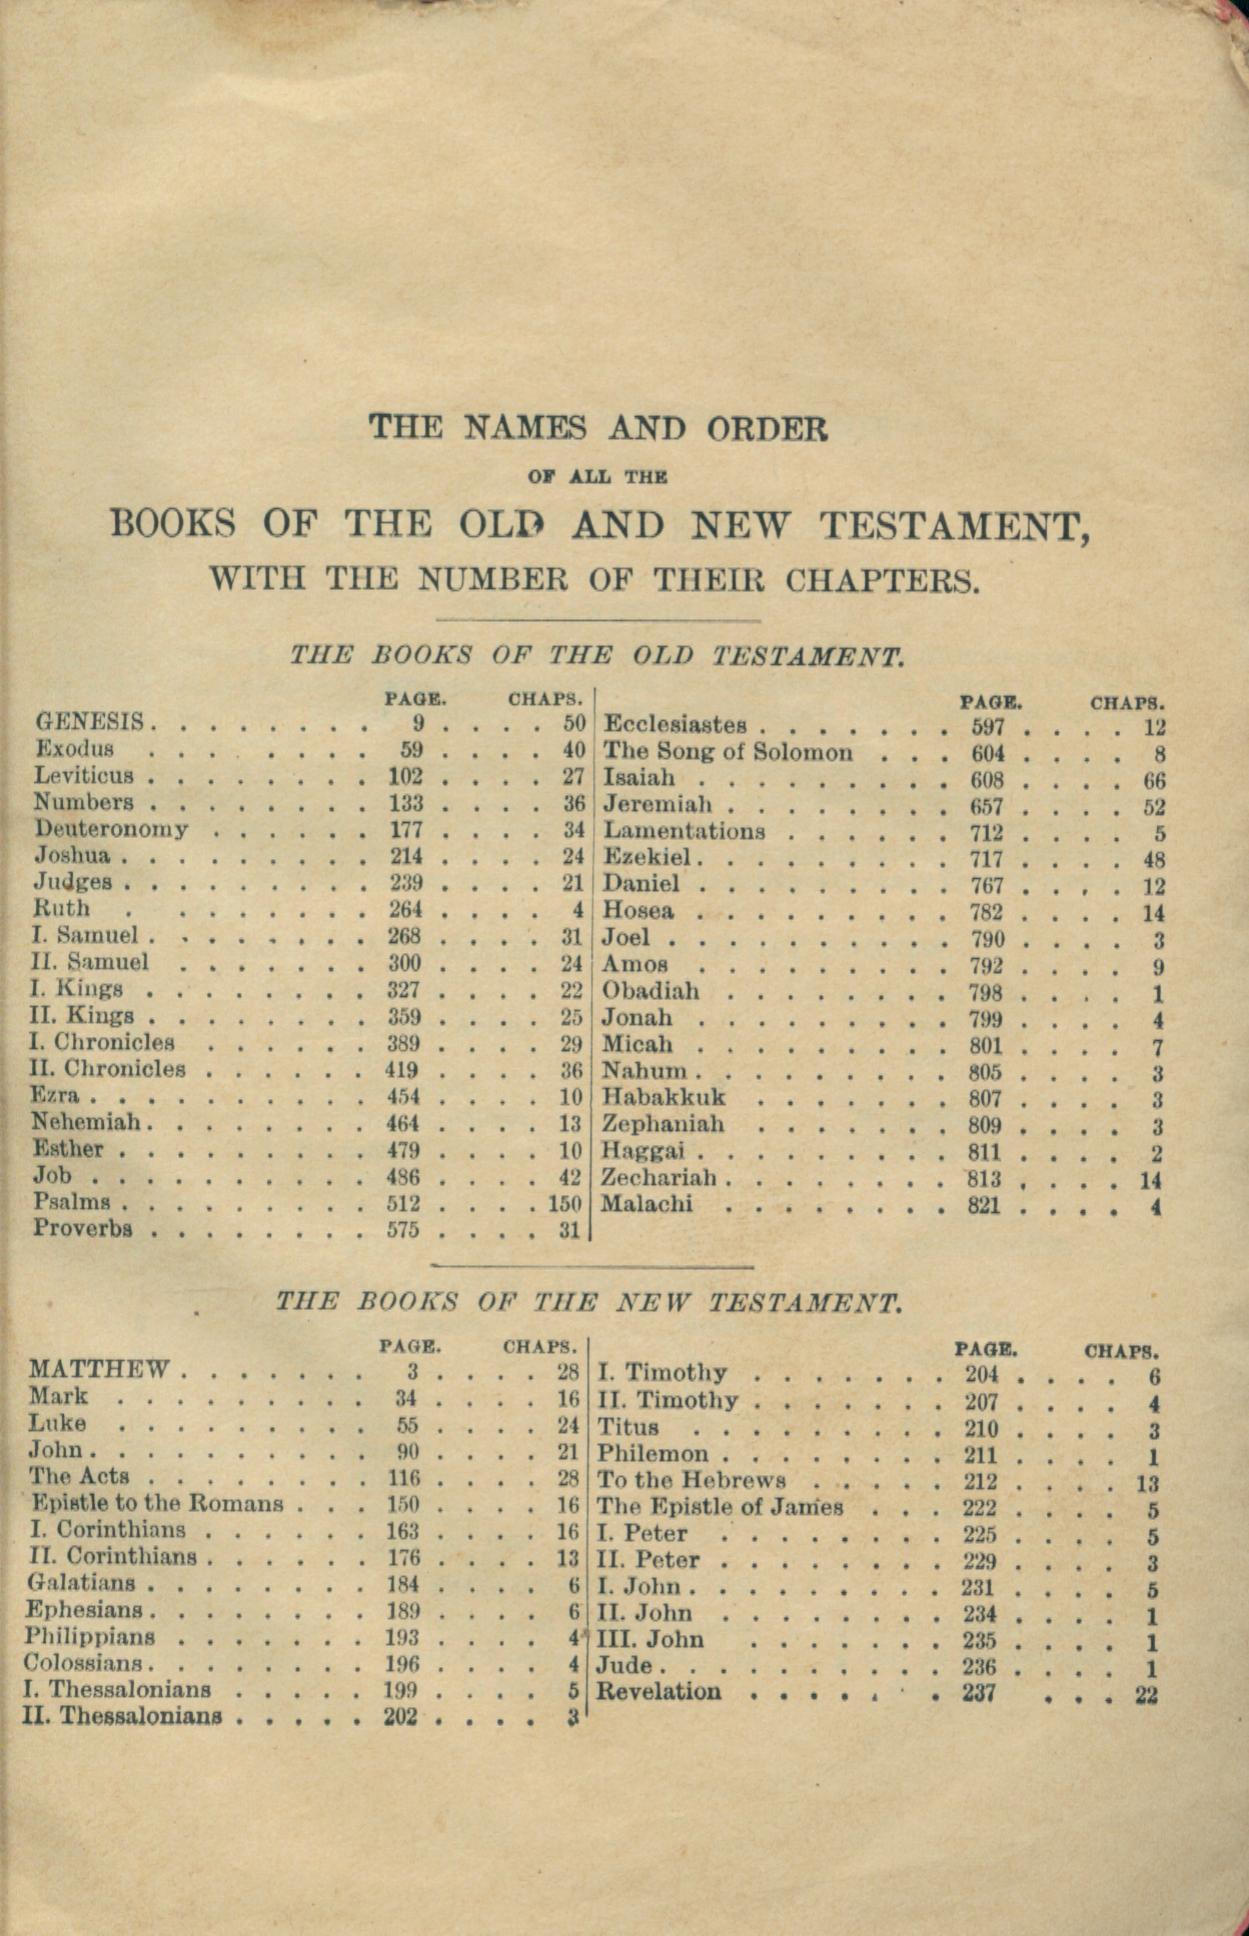 THE NAMES AND ORDER
OF ALL THE
BOOKS OF THE OLD AND NEW TESTAMENT,
WITH THE NUMBER OF THEIR CHAPTERS.
THE BOOKS OF THE OLD TESTAMENT.
PAGE. CHAPS.
GENESIS . . . . . . . . 9 . . . . 50
Exodus . . . . . . . . 59 . . . . 40
Leviticus . . . . . . . . 102 . . . . 27
Numbers . . . . . . . . 133 . . . . 36
Deuteronomy . . . . . . 177 . . . . 34
Joshua . . . . . . . . . 214 . . . . 24
Judges . . . . . . . . . 239 . . . . 21
Ruth . . . . . . . . 264 . . . . 4
I. Samuel . . . . . . . . 268 . . . . 31
II. Samuel . . . . . . . 300 . . . . 24
I. Kings . . . . . . . . 327 . . . . 22
II. Kings . . . . . . . . 359 . . . . 25
I. Chronicles . . . . . . 389 . . . . 29
II. Chronicles . . . . . . 419 . . . . 36
Ezra . . . . . . . . . . 454 . . . . 10
Nehemiah . . . . . . . . 464 . . . . 13
Esther . . . . . . . . . 479 . . . . 10
Job . . . . . . . . . . 486 . . . . 42
Psalms . . . . . . . . . 512 . . . . 150
Proverbs . . . . . . . . 575 . . . . 31
PAGE. CHAPS.
Ecclesiastes . . . . . . . 597 . . . . 12
The Song of Solomon . . . 604 . . . . 8
Isaiah . . . . . . . . . 608 . . . . 66
Jeremiah . . . . . . . . 657 . . . . 52
Lamentations . . . . . . 712 . . . . 5
Ezekiel . . . . . . . . . 717 . . . . 48
Daniel . . . . . . . . . 767 . . . . 12
Hosea . . . . . . . . . 782 . . . . 14
Joel . . . . . . . . . . 790 . . . . 3
Amos . . . . . . . . . 792 . . . . 9
Obadiah . . . . . . . . 798 . . . . 1
Jonah . . . . . . . . . 799 . . . . 4
Micah . . . . . . . . . 801 . . . . 7
Nahum . . . . . . . . . 805 . . . . 3
Habakkuk . . . . . . . 807 . . . . 3
Zephaniah . . . . . . . 809 . . . . 3
Haggai . . . . . . . . . 811 . . . . 2
Zechariah . . . . . . . . 813 . . . . 14
Malachi . . . . . . . . 821 . . . . 4
THE BOOKS OF THE NEW TESTAMENT.
PAGE. CHAPS.
MATTHEW . . . . . . . 3 . . . . 28
Mark . . . . . . . . . 34 . . . . 16
Luke . . . . . . . . . 55 . . . . 24
John . . . . . . . . . . 90 . . . . 21
The Acts . . . . . . . . 116 . . . . 28
Epistle to the Romans . . . 150 . . . . 16
I. Corinthians . . . . . . 163 . . . . 16
II. Corinthians . . . . . . 176 . . . . 13
Galatians . . . . . . . . 184 . . . . 6
Ephesians . . . . . . . . 189 . . . . 6
Philippians . . . . . . . 193 . . . . 4
Colossians . . . . . . . . 196 . . . . 4
I. Thessalonians . . . . . 199 . . . . 5
II. Thessalonians . . . . . 202 . . . . 3
PAGE. CHAPS.
I. Timothy . . . . . . . 204 . . . . 6
II. Timothy . . . . . . . 207 . . . . 4
Titus . . . . . . . . . 210 . . . . 3
Philemon . . . . . . . . 211 . . . . 1
To the Hebrews . . . . . 212 . . . . 13
The Epistle of James . . . 222 . . . . 5
I. Peter . . . . . . . . 225 . . . . 5
II. Peter . . . . . . . . 229 . . . . 3
I. John . . . . . . . . . 231 . . . . 5
II. John . . . . . . . . 234 . . . . 1
III. John . . . . . . . 235 . . . . 1
Jude . . . . . . . . . . 236 . . . . 1
Revelation . . . . . . . 237 . . . 22